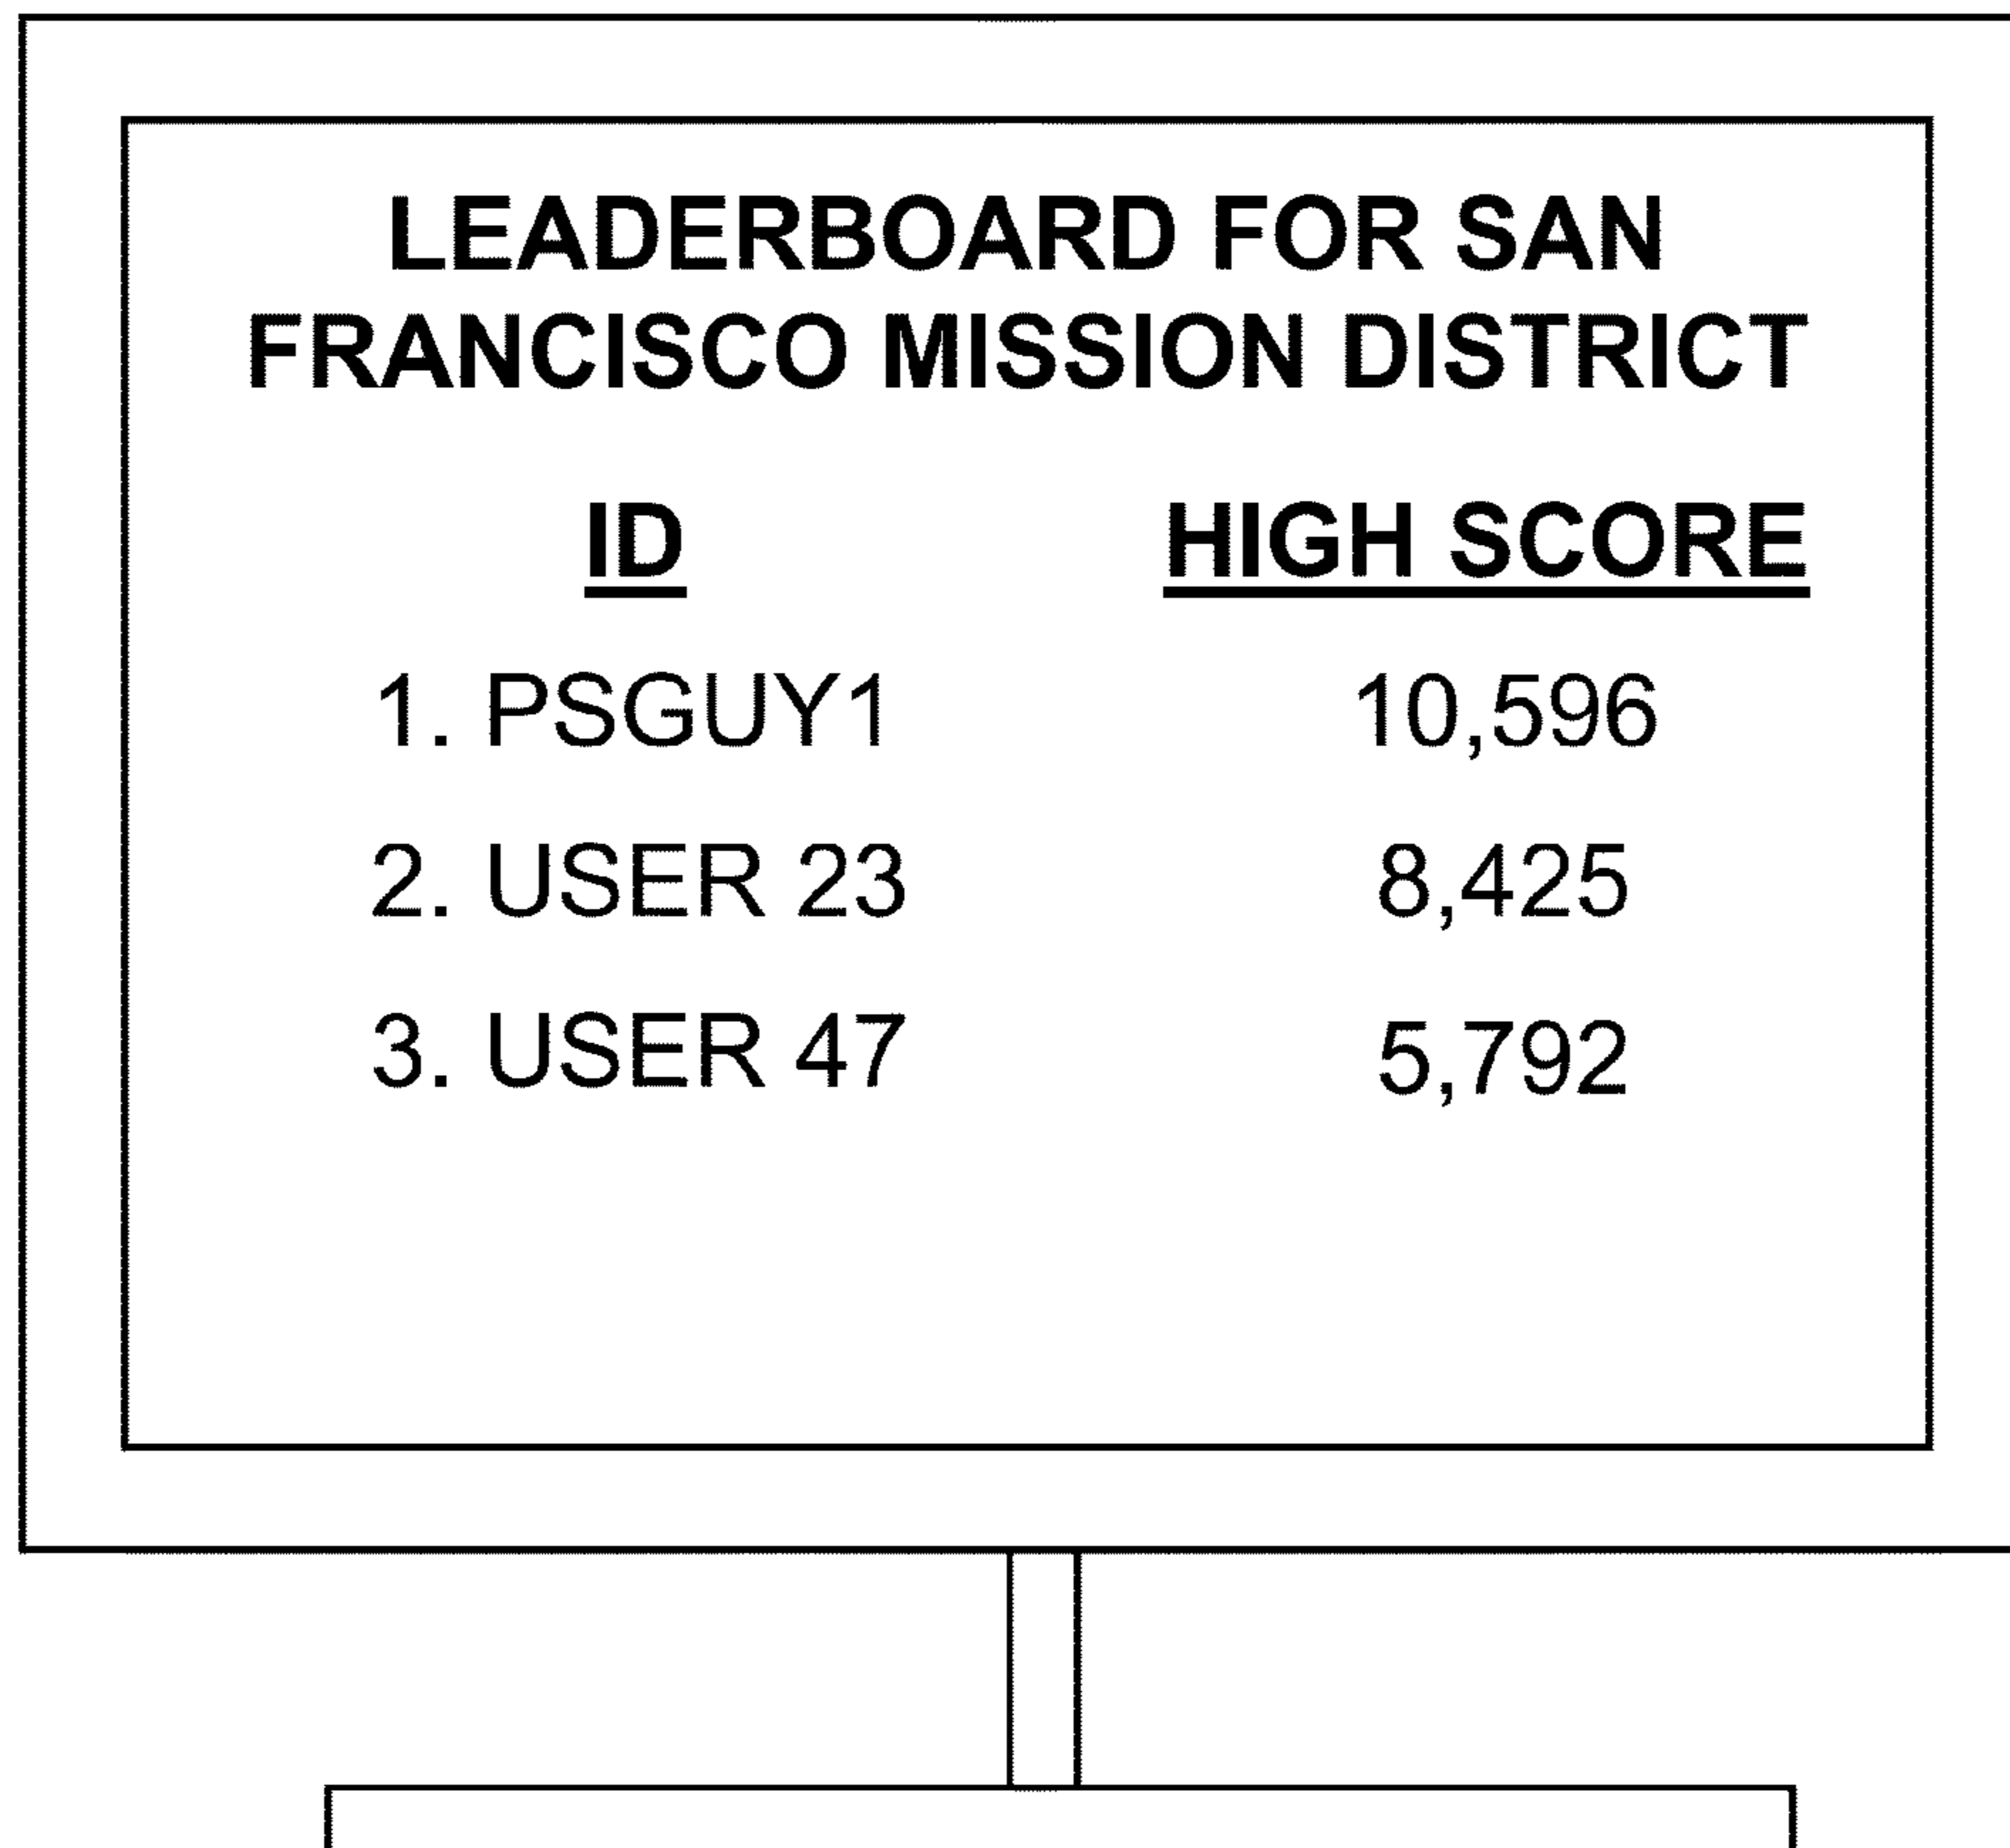 LEADERBOARD FOR SAN
FRANCISCO MISSION DISTRICT
ID HIGH SCORE
1. PSGUY1 10,596
2. USER 23 8,425
3. USER 47 5,792